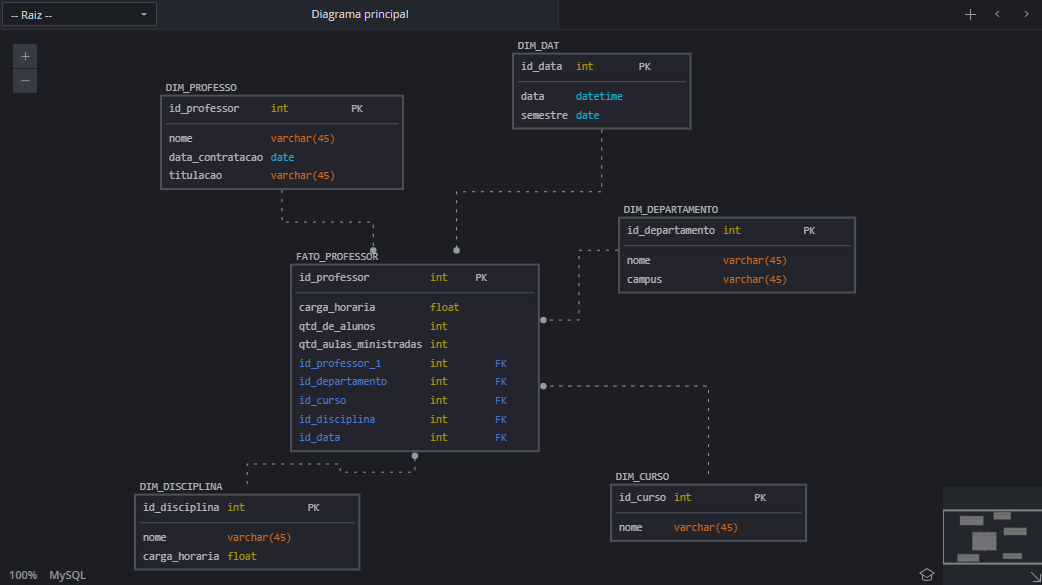 -- Raiz --
Diagrama principal
DIM_DAT
id_data int PK
data datetime
semestre date
DIM_PROFESSO
id_professor int PK
nome varchar(45)
data_contratacao date
titulacao varchar(45)
DIM_DEPARTAMENTO
id_departamento int PK
nome varchar(45)
campus varchar(45)
FATO_PROFESSOR
id_professor int PK
carga_horaria float
qtd_de_alunos int
qtd_aulas_ministradas int
id_professor_1 int FK
id_departamento int FK
id_curso int FK
id_disciplina int FK
id_data int FK
DIM_DISCIPLINA
id_disciplina int PK
nome varchar(45)
carga_horaria float
DIM_CURSO
id_curso int PK
nome varchar(45)
100% MySQL